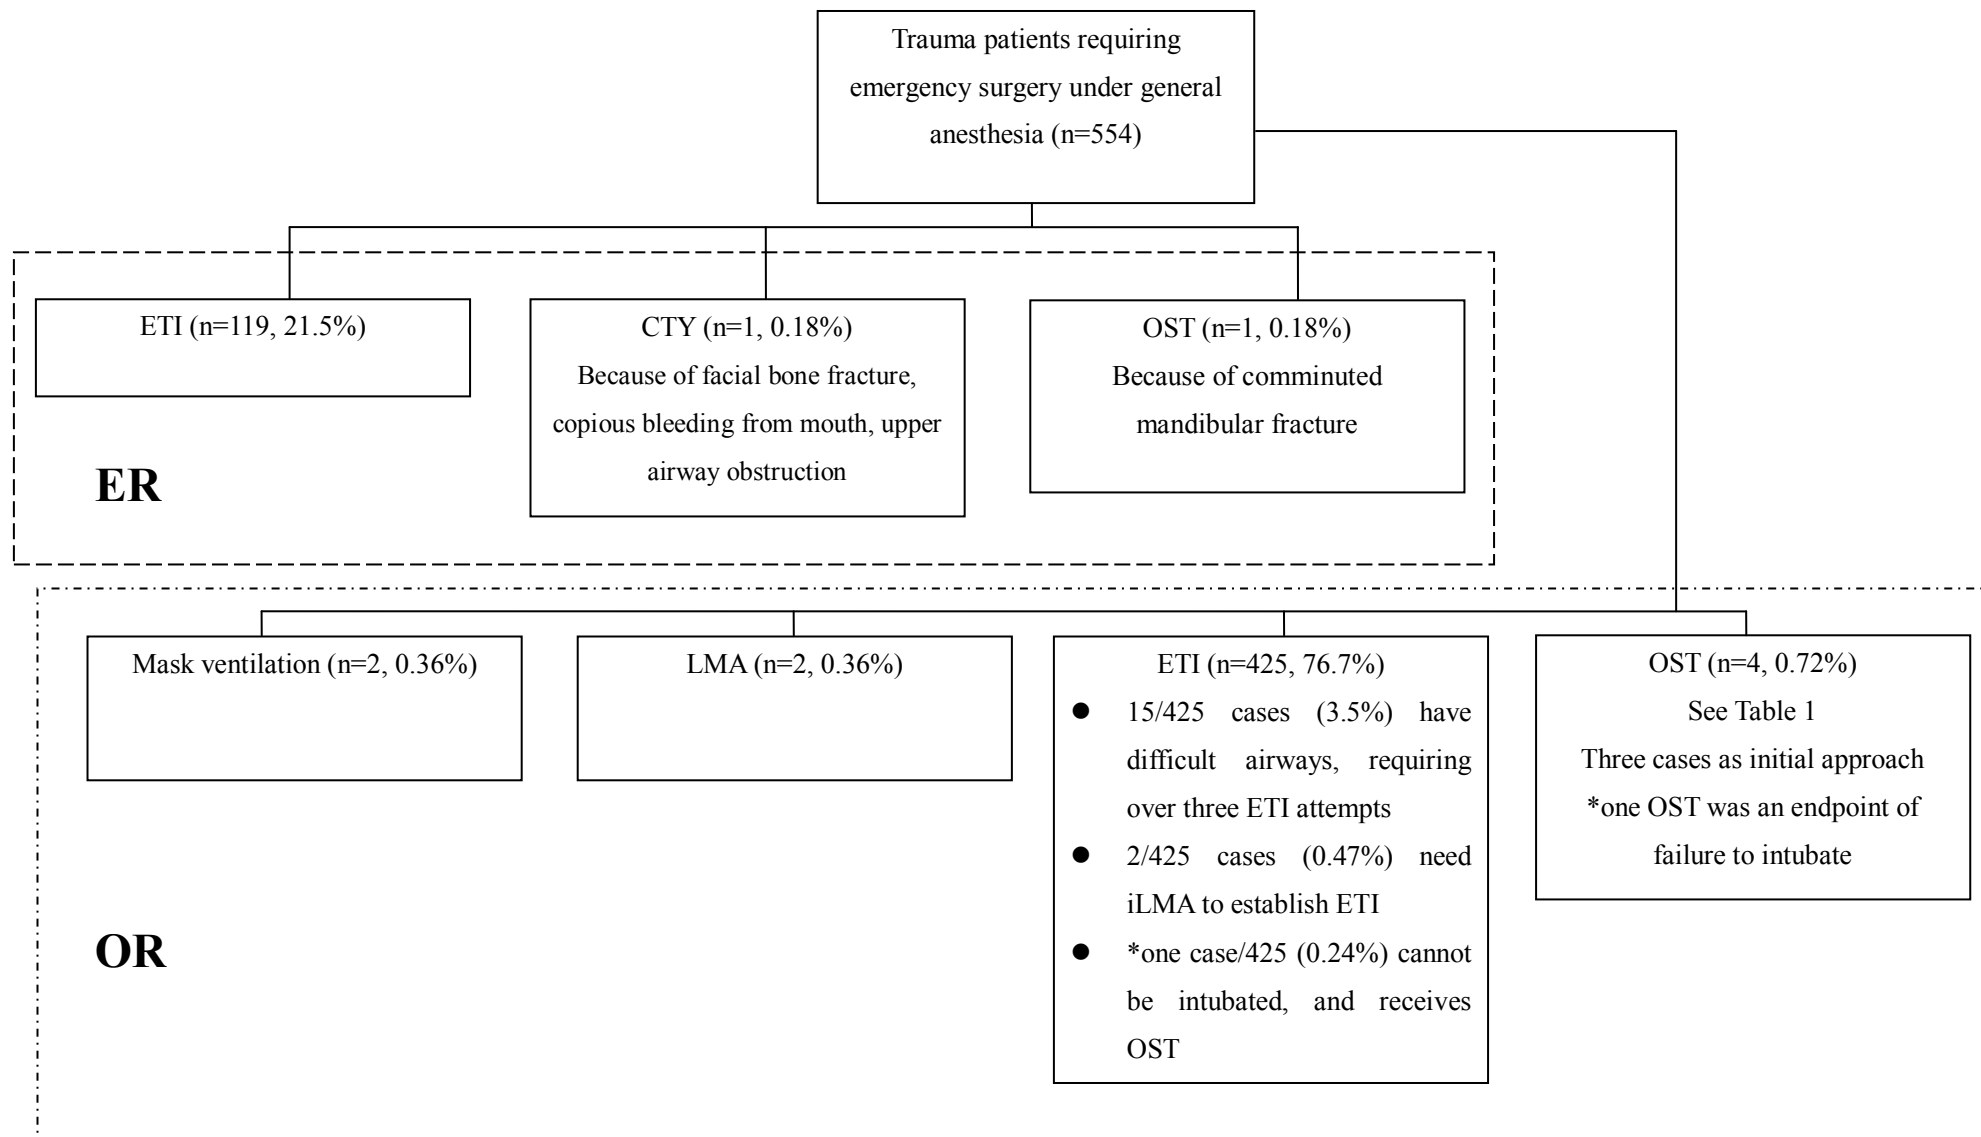 Trauma patients requiring
emergency surgery under general
anesthesia (n=554)
ETI (n=119, 21.5%)
CTY (n=1, 0.18%)
Because of facial bone fracture,
copious bleeding from mouth, upper
airway obstruction
OST (n=1, 0.18%)
Because of comminuted
mandibular fracture
ER
Mask ventilation (n=2, 0.36%)
LMA (n=2, 0.36%)
ETI (n=425, 76.7%)
● 15/425 cases (3.5%) have
difficult airways, requiring
over three ETI attempts
● 2/425 cases (0.47%) need
iLMA to establish ETI
● *one case/425 (0.24%) cannot
be intubated, and receives
OST
OST (n=4, 0.72%)
See Table 1
Three cases as initial approach
*one OST was an endpoint of
failure to intubate
OR